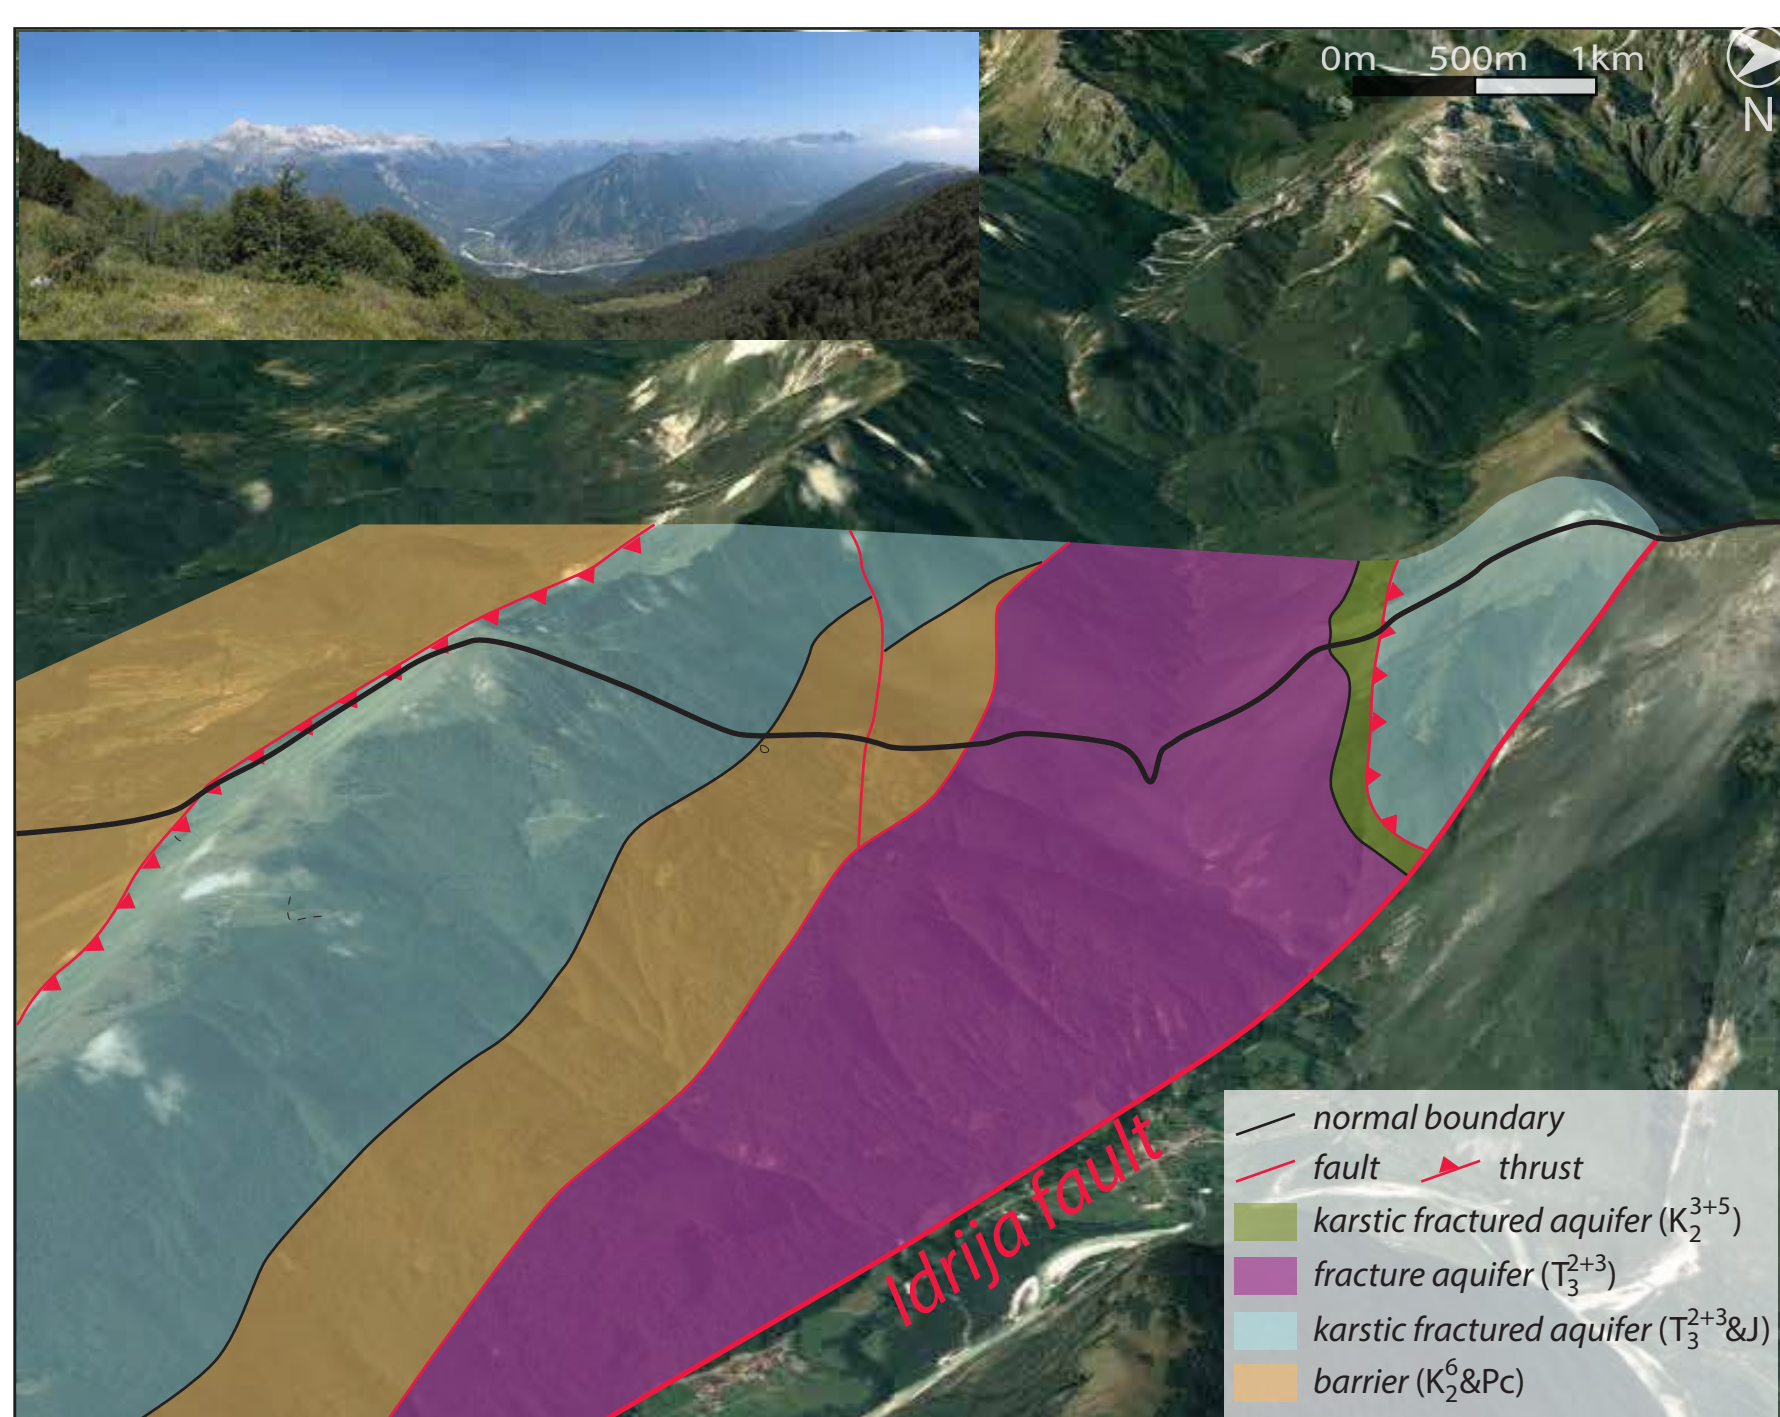 0m 500m 1km
N
Idrija fault
normal boundary
fault thrust
karstic fractured aquifer (K₂³⁺⁵)
fracture aquifer (T₃²⁺³)
karstic fractured aquifer (T₃²⁺³&J)
barrier (K₂⁶&Pc)